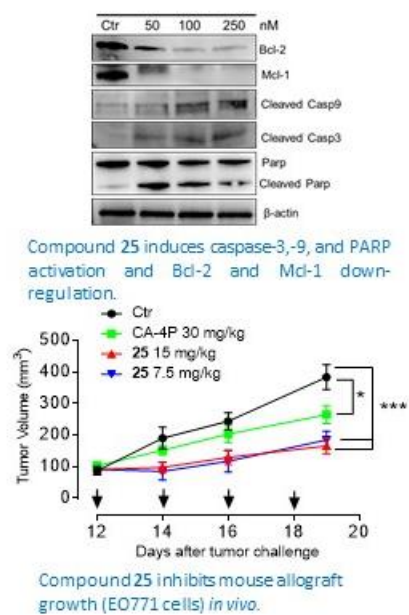 Ctr 50 100 250 nM
Bcl-2
Mcl-1
Cleaved Casp9
Cleaved Casp3
Parp
Cleaved Parp
β-actin
Compound 25 induces caspase-3,-9, and PARP
activation and Bcl-2 and Mcl-1 down-
regulation.
Ctr
CA-4P 30 mg/kg
25 15 mg/kg
25 7.5 mg/kg
Tumor Volume (mm³)
500
400
300
200
100
0
*
***
12 14 16 18 20
Days after tumor challenge
Compound 25 inhibits mouse allograft
growth (EO771 cells) in vivo.